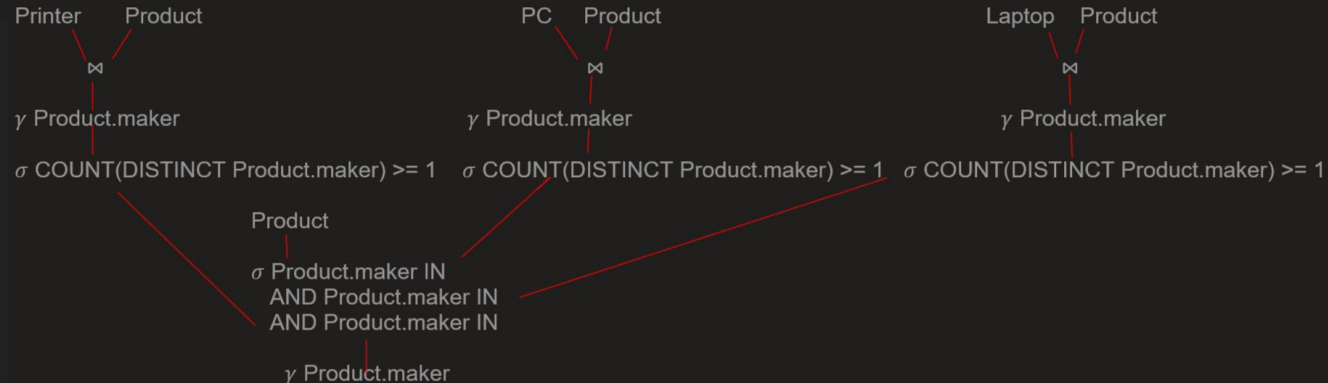 Printer Product PC Product Laptop Product
⋈ ⋈ ⋈
γ Product.maker γ Product.maker γ Product.maker
σ COUNT(DISTINCT Product.maker) >= 1 σ COUNT(DISTINCT Product.maker) >= 1 σ COUNT(DISTINCT Product.maker) >= 1
Product
σ Product.maker IN
AND Product.maker IN
AND Product.maker IN
γ Product.maker